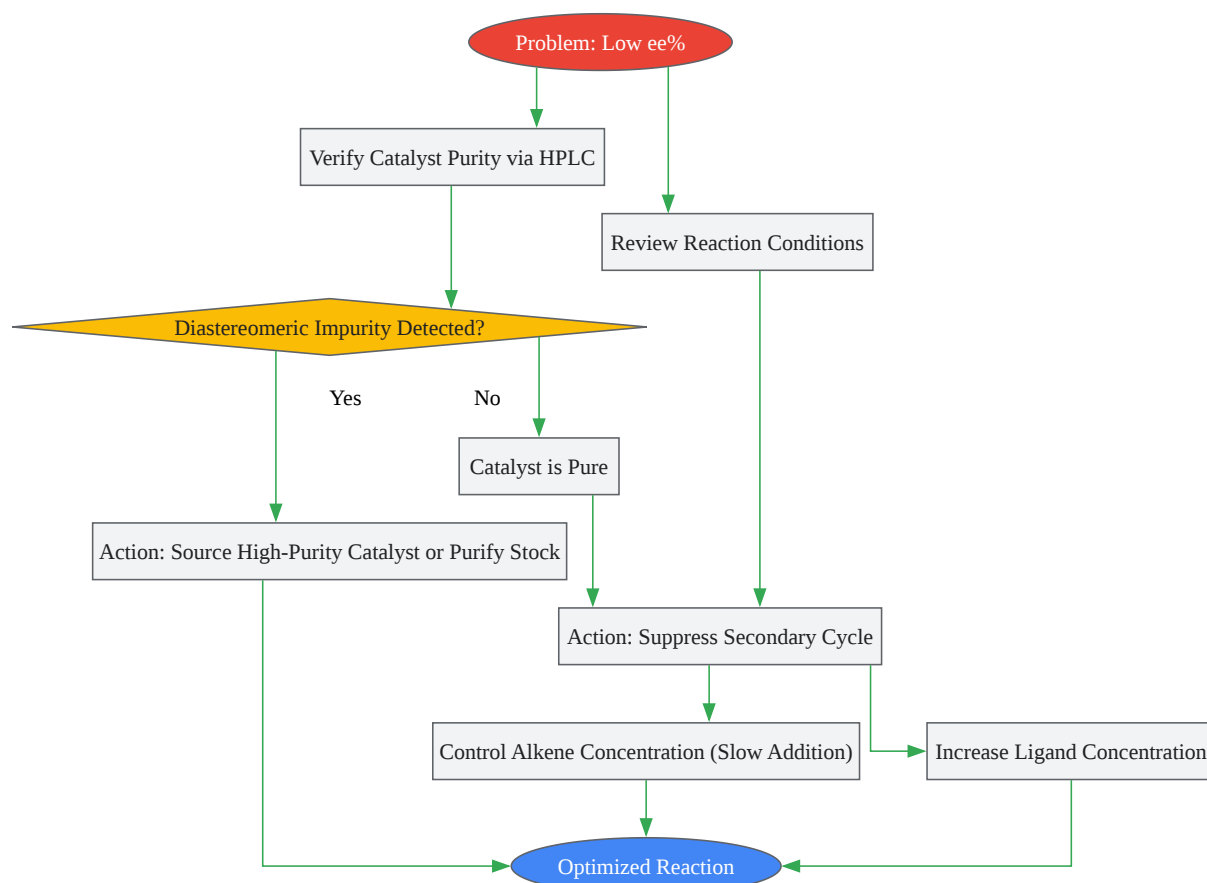 Problem: Low ee%
Verify Catalyst Purity via HPLC
Review Reaction Conditions
Diastereomeric Impurity Detected?
Yes
No
Catalyst is Pure
Action: Source High-Purity Catalyst or Purify Stock
Action: Suppress Secondary Cycle
Control Alkene Concentration (Slow Addition)
Increase Ligand Concentration
Optimized Reaction